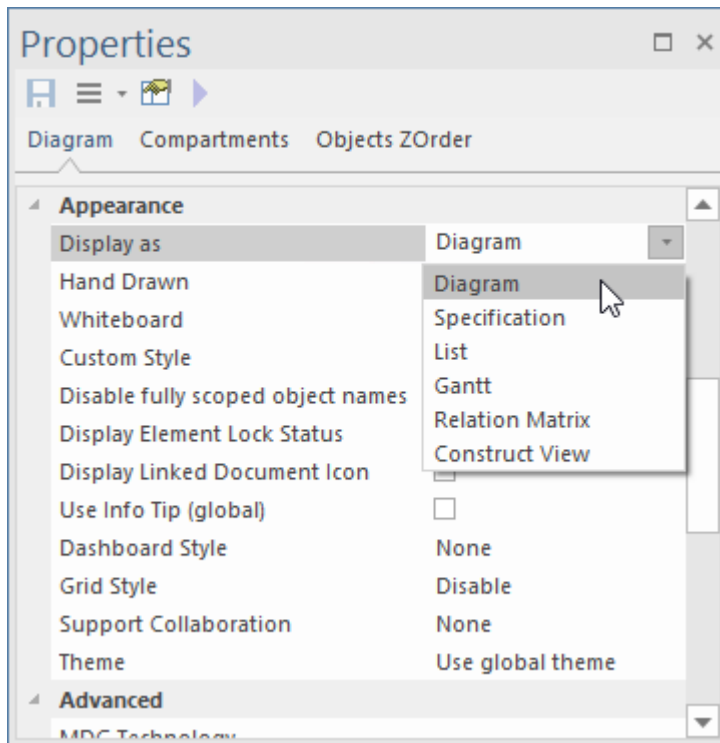 Properties
Diagram Compartments Objects ZOrder
Appearance
Display as Diagram
Hand Drawn Diagram
Whiteboard Specification
Custom Style List
Disable fully scoped object names Gantt
Display Element Lock Status Relation Matrix
Display Linked Document Icon Construct View
Use Info Tip (global)
Dashboard Style None
Grid Style Disable
Support Collaboration None
Theme Use global theme
Advanced
MDG Technology